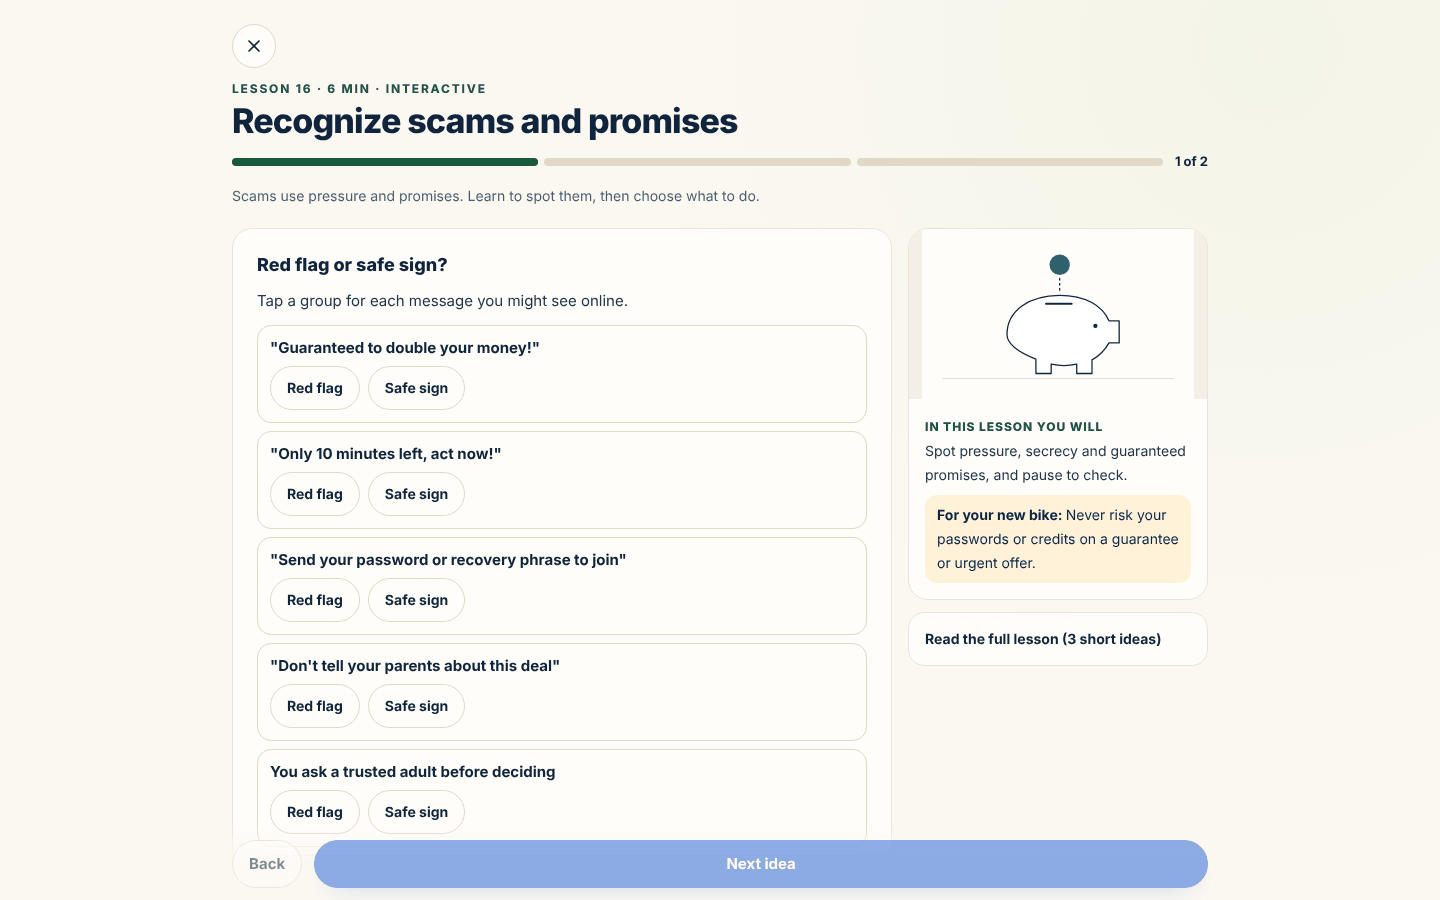 LESSON 16 · 6 MIN · INTERACTIVE
Recognize scams and promises
1 of 2
Scams use pressure and promises. Learn to spot them, then choose what to do.
Red flag or safe sign?
Tap a group for each message you might see online.
"Guaranteed to double your money!"
Red flag
Safe sign
"Only 10 minutes left, act now!"
Red flag
Safe sign
"Send your password or recovery phrase to join"
Red flag
Safe sign
"Don't tell your parents about this deal"
Red flag
Safe sign
You ask a trusted adult before deciding
Red flag
Safe sign
IN THIS LESSON YOU WILL
Spot pressure, secrecy and guaranteed
promises, and pause to check.
For your new bike: Never risk your
passwords or credits on a guarantee
or urgent offer.
Read the full lesson (3 short ideas)
Back
Next idea